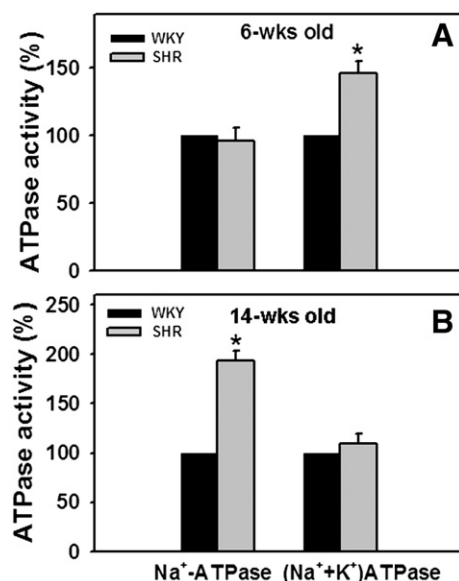 6-wks old
A
WKY
SHR
*
ATPase activity (%)
150
100
50
0
14-wks old
B
WKY
SHR
*
ATPase activity (%)
250
200
150
100
50
0
Na⁺-ATPase (Na⁺+K⁺)ATPase